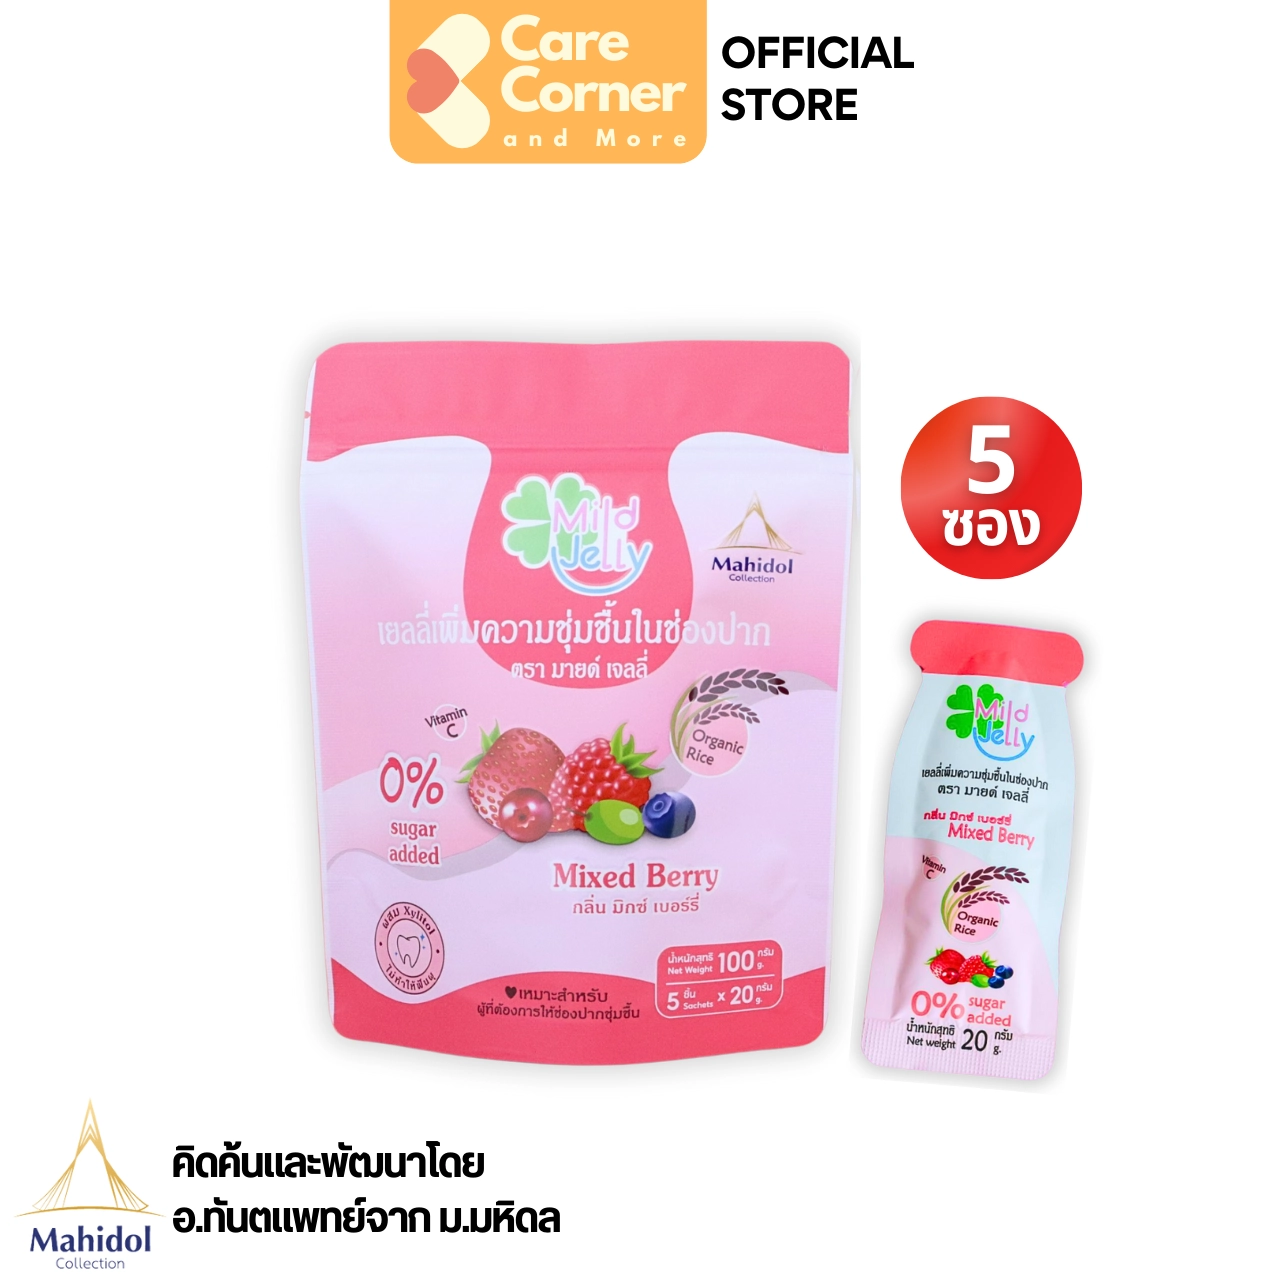 Care
Corner
and More
OFFICIAL
STORE
Mild
Jelly
Mahidol
Collection
เยลลี่เพิ่มความชุ่มชื้นในช่องปาก
ตรา มายด์ เจลลี่
Vitamin
C
Organic
Rice
0%
sugar
added
Mixed Berry
กลิ่น มิกซ์ เบอร์รี่
ผสม Xylitol
ไม่ทำให้ฟันผุ
น้ำหนักสุทธิ 100 กรัม
Net Weight g.
5 ชิ้น x 20 กรัม
Sachets g.
เหมาะสำหรับ
ผู้ที่ต้องการให้ช่องปากชุ่มชื้น
5
ซอง
Mild
Jelly
เยลลี่เพิ่มความชุ่มชื้นในช่องปาก
ตรา มายด์ เจลลี่
กลิ่น มิกซ์ เบอร์รี่
Mixed Berry
Vitamin
C
Organic
Rice
0% sugar
added
น้ำหนักสุทธิ 20 กรัม
Net weight g.
Mahidol
Collection
คิดค้นและพัฒนาโดย
อ.ทันตแพทย์จาก ม.มหิดล